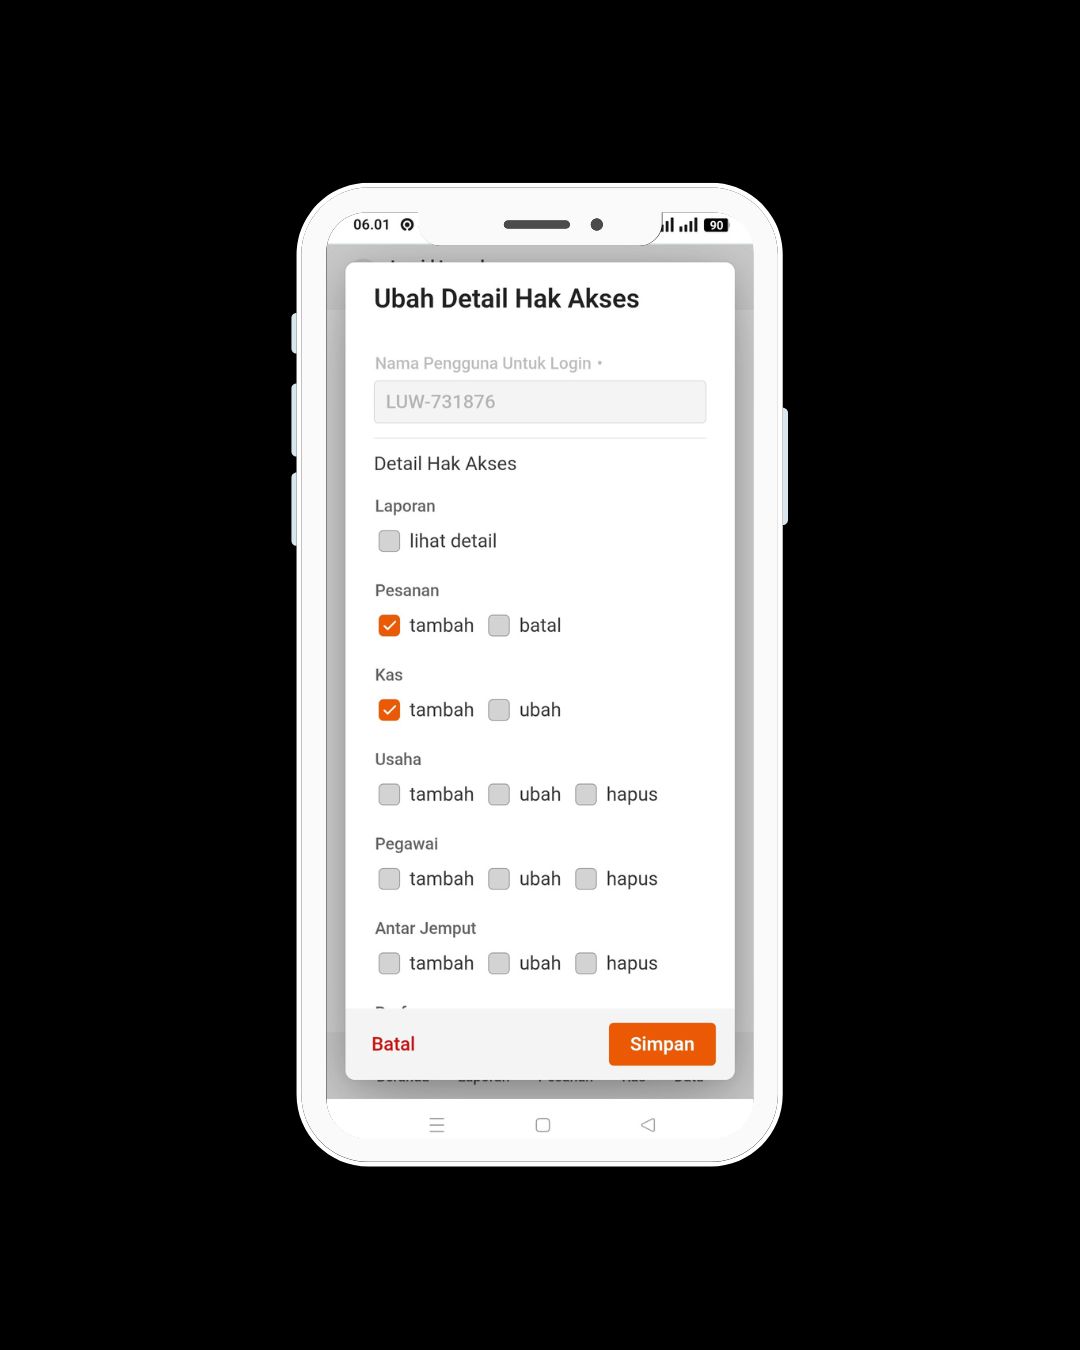 06.01 90
Ubah Detail Hak Akses
Nama Pengguna Untuk Login •
LUW-731876
Detail Hak Akses
Laporan
lihat detail
Pesanan
tambah batal
Kas
tambah ubah
Usaha
tambah ubah hapus
Pegawai
tambah ubah hapus
Antar Jemput
tambah ubah hapus
Batal Simpan